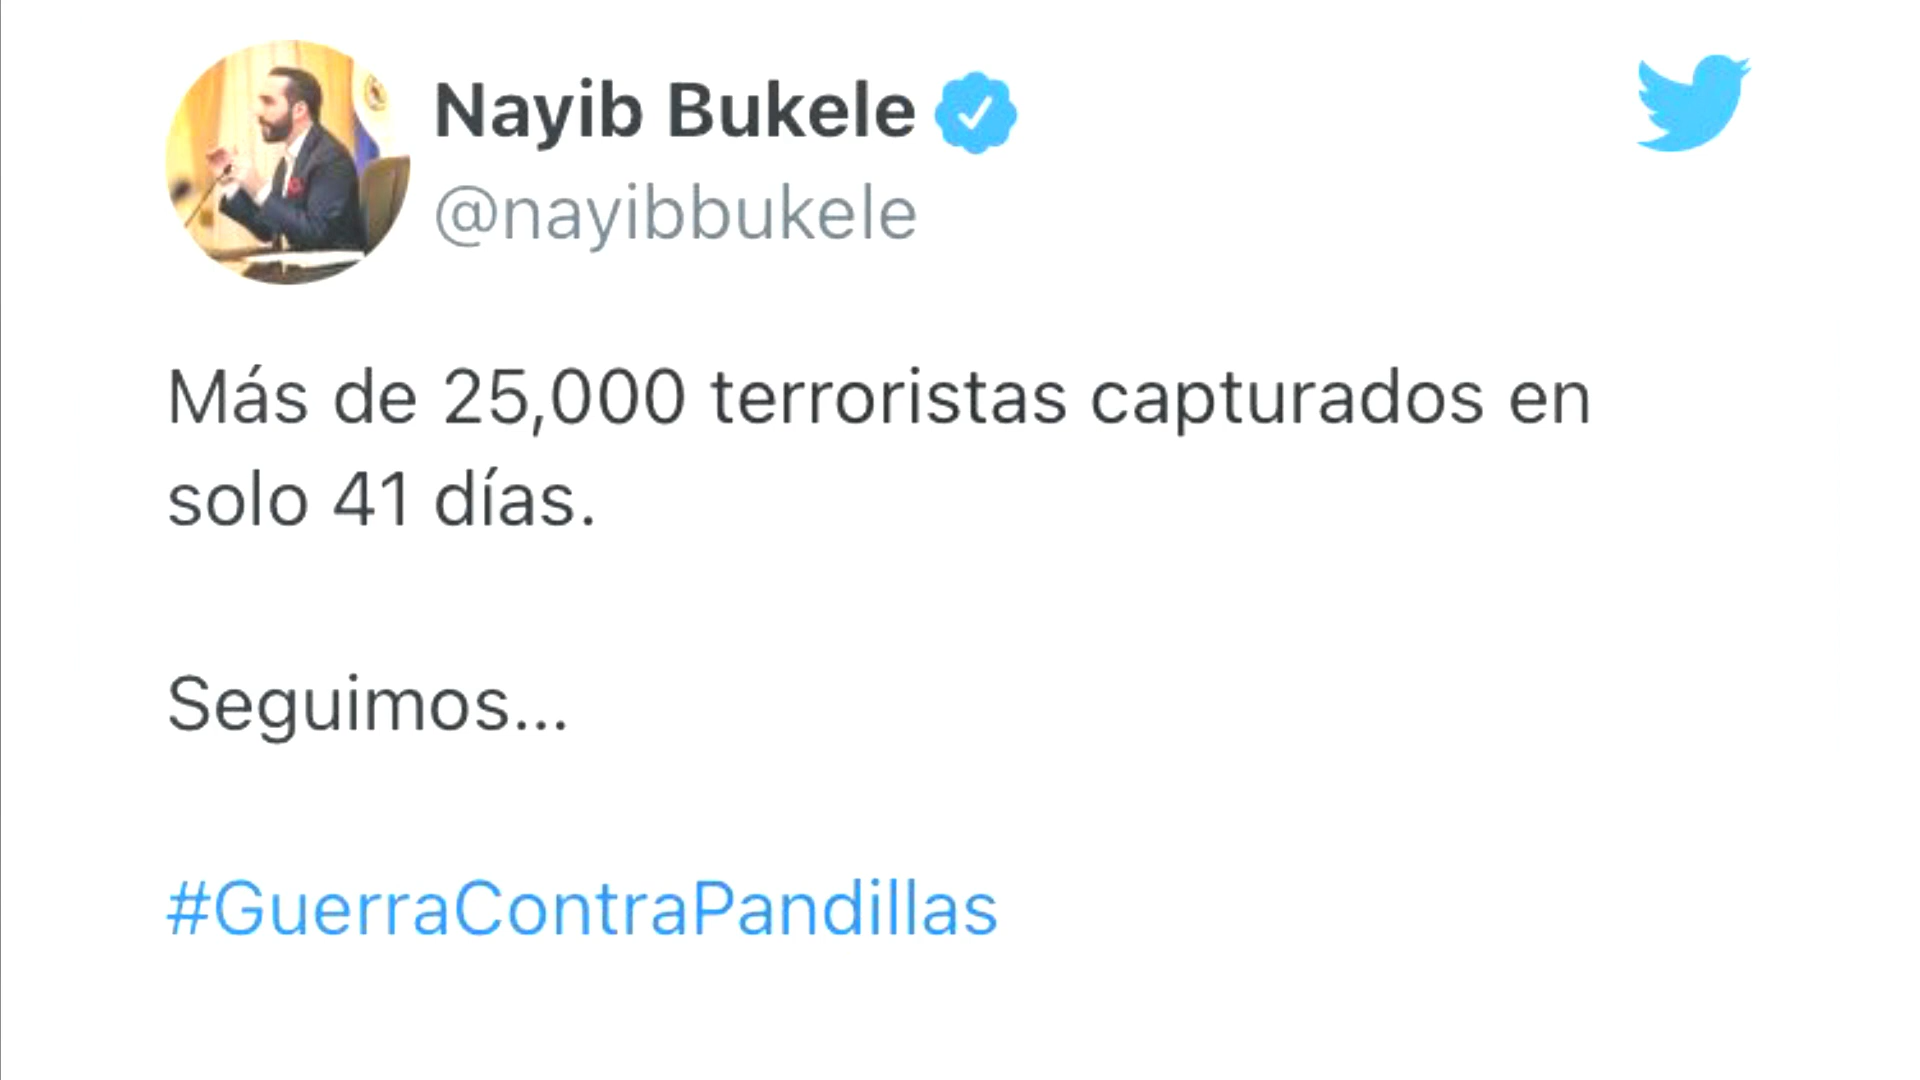 Nayib Bukele
@nayibbukele
Más de 25,000 terroristas capturados en
solo 41 días.
Seguimos...
#GuerraContraPandillas